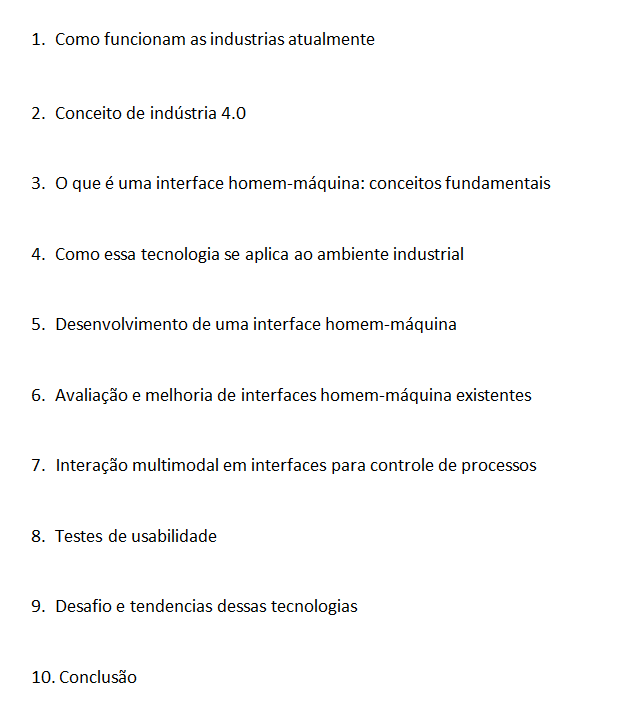 1. Como funcionam as industrias atualmente
2. Conceito de indústria 4.0
3. O que é uma interface homem-máquina: conceitos fundamentais
4. Como essa tecnologia se aplica ao ambiente industrial
5. Desenvolvimento de uma interface homem-máquina
6. Avaliação e melhoria de interfaces homem-máquina existentes
7. Interação multimodal em interfaces para controle de processos
8. Testes de usabilidade
9. Desafio e tendencias dessas tecnologias
10. Conclusão